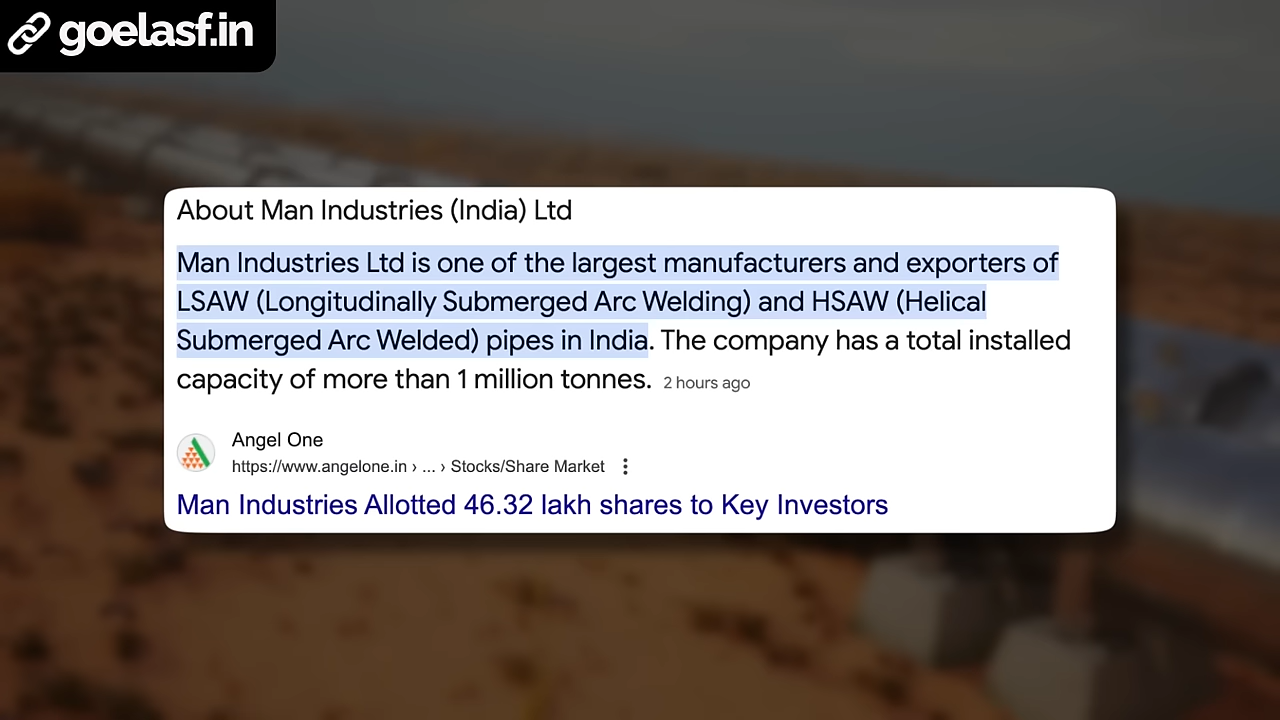 goelasf.in
About Man Industries (India) Ltd
Man Industries Ltd is one of the largest manufacturers and exporters of
LSAW (Longitudinally Submerged Arc Welding) and HSAW (Helical
Submerged Arc Welded) pipes in India. The company has a total installed
capacity of more than 1 million tonnes. 2 hours ago
Angel One
https://www.angelone.in › ... › Stocks/Share Market
Man Industries Allotted 46.32 lakh shares to Key Investors